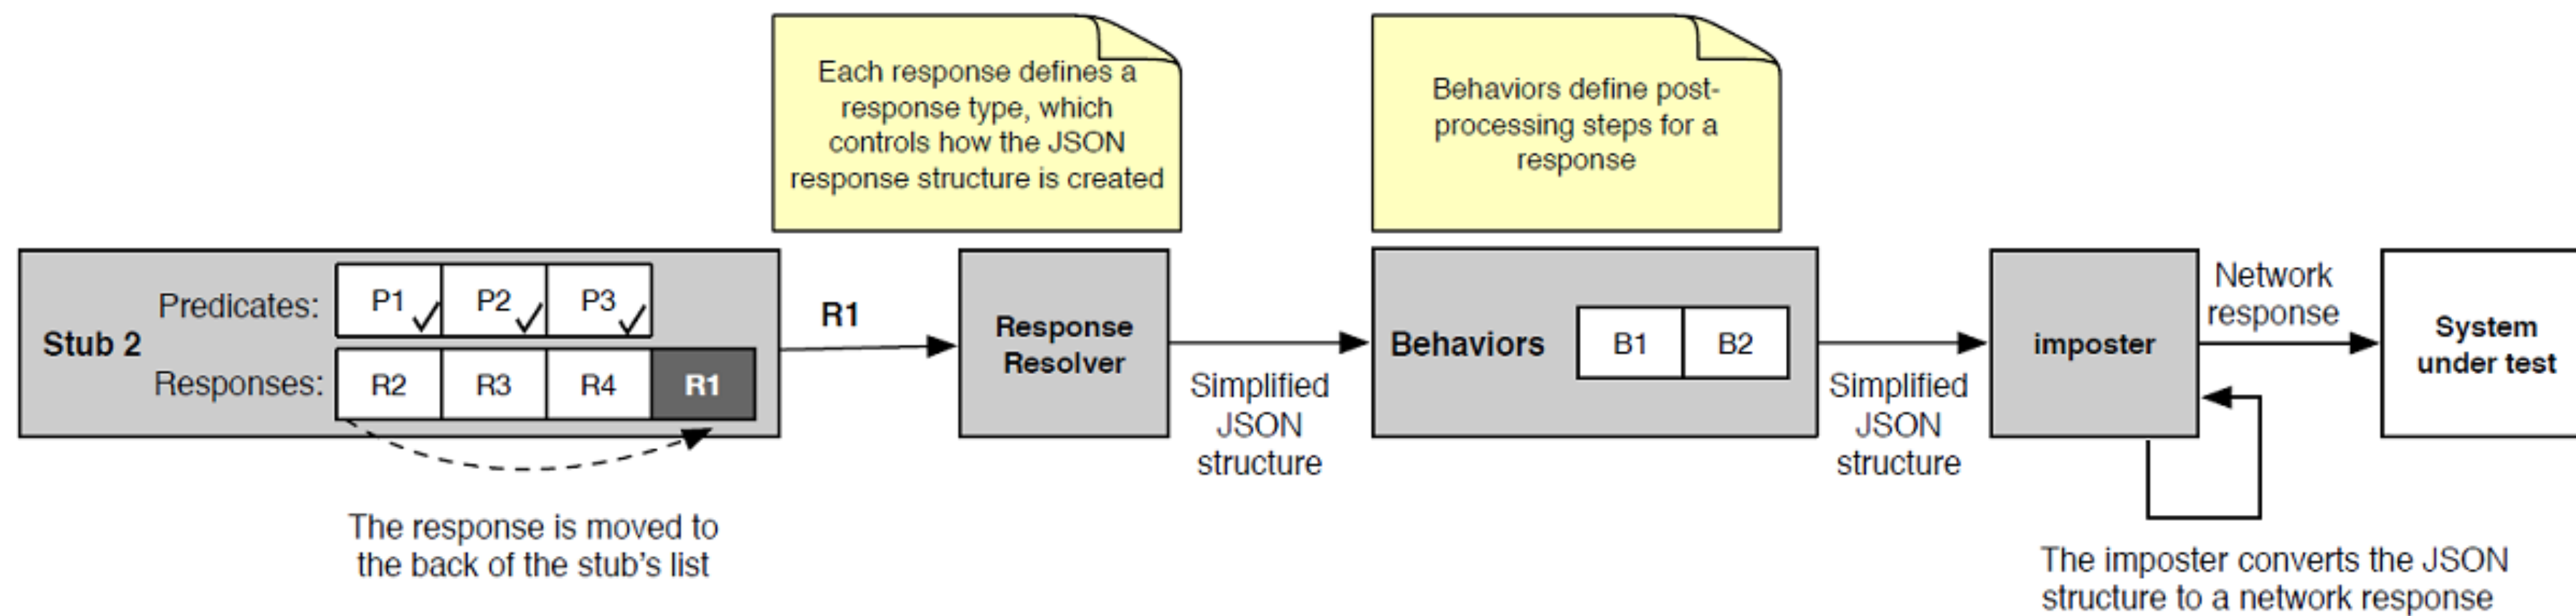 Each response defines a
response type, which
controls how the JSON
response structure is created
Behaviors define post-
processing steps for a
response
Stub 2
Predicates:
P1 P2 P3
Responses:
R2 R3 R4 R1
The response is moved to
the back of the stub's list
R1
Response
Resolver
Simplified
JSON
structure
Behaviors
B1 B2
Simplified
JSON
structure
imposter
Network
response
System
under test
The imposter converts the JSON
structure to a network response